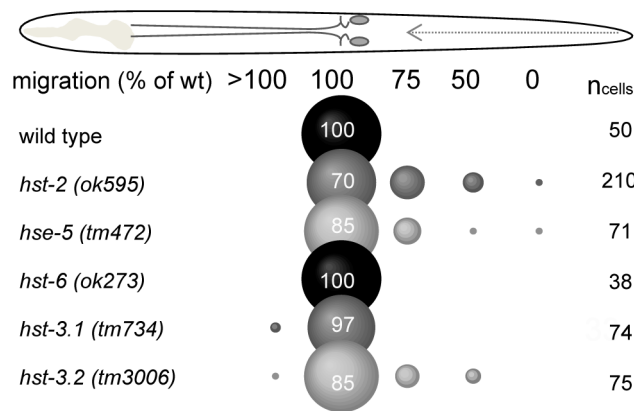 migration (% of wt) >100 100 75 50 0 ncells
wild type 100 50
hst-2 (ok595) 70 210
hse-5 (tm472) 85 71
hst-6 (ok273) 100 38
hst-3.1 (tm734) 97 74
hst-3.2 (tm3006) 85 75